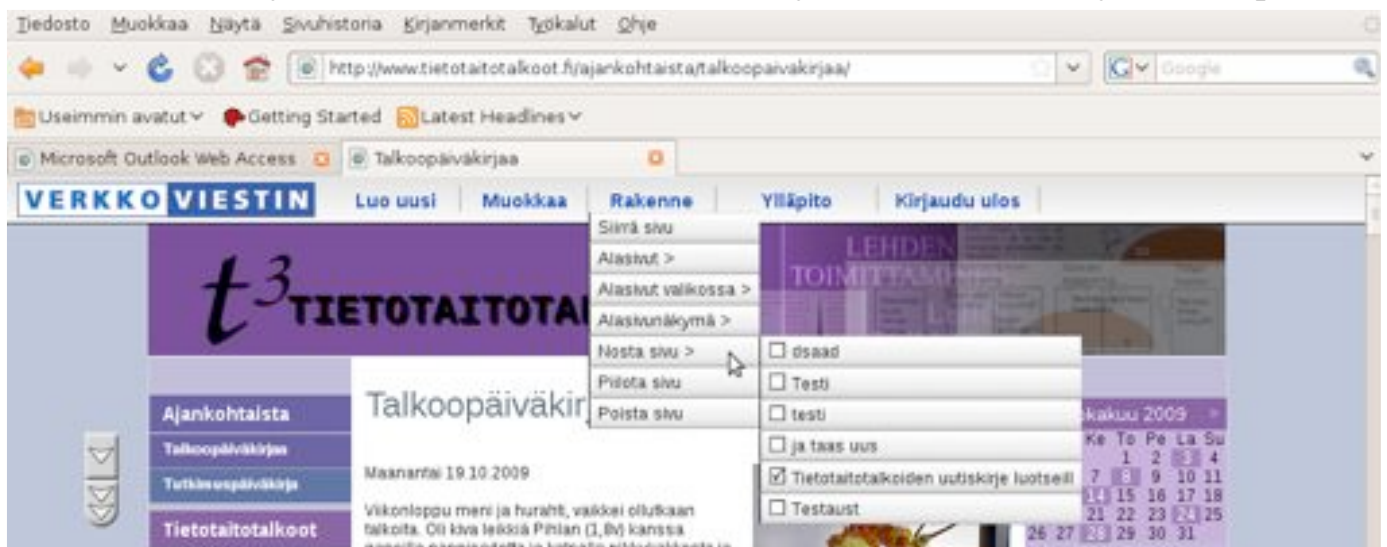 Tiedosto Muokkaa Näytä Sivuhistoria Kirjanmerkit Työkalut Ohje
http://www.tietotaitotalkoot.fi/ajankohtaista/talkoopaivakirjaa/ Google
Useimmin avatut Getting Started Latest Headlines
Microsoft Outlook Web Access Talkoopäiväkirjaa
VERKKOVIESTIN Luo uusi Muokkaa Rakenne Ylläpito Kirjaudu ulos
Siirrä sivu
Alasivut >
Alasivut valikossa >
Alasivunäkymä >
Nosta sivu >
Piilota sivu
Poista sivu
dsaad
Testi
testi
ja taas uus
Tietotaitotalkoiden uutiskirje luotseill
Testaust
t3 TIETOTAITOTAL
LEHDEN
TOIMITTAMINEN
Ajankohtaista
Talkoopäiväkirjaa
Tutkimuspäiväkirja
Tietotaitotalkoot
Talkoopäiväkirj
Maanantai 19.10.2009
Viikonloppu meni ja hurahti, vaikkei ollutkaan
talkoita. Oli kiva leikkiä Pihlan (1,8v) kanssa
okakuu 2009 »
Ke To Pe La Su
1 2 3 4
7 8 9 10 11
14 15 16 17 18
21 22 23 24 25
26 27 28 29 30 31